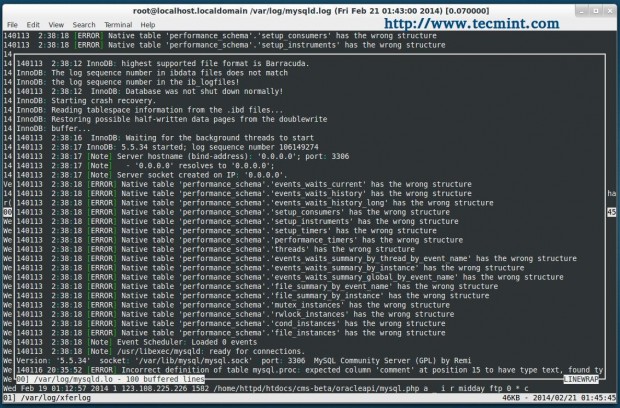 root@localhost.localdomain /var/log/mysqld.log (Fri Feb 21 01:43:00 2014) [0.070000]
File Edit View Search Terminal Help
http://www.tecmint.com
140113 2:38:18 [ERROR] Native table 'performance_schema'.'setup_consumers' has the wrong structure
140113 2:38:18 [ERROR] Native table 'performance_schema'.'setup_instruments' has the wrong structure
14
14 140113 2:38:12 InnoDB: highest supported file format is Barracuda.
14 InnoDB: The log sequence number in ibdata files does not match
14 InnoDB: the log sequence number in the ib_logfiles!
14 140113 2:38:12 InnoDB: Database was not shut down normally!
14 InnoDB: Starting crash recovery.
14 InnoDB: Reading tablespace information from the .ibd files...
14 InnoDB: Restoring possible half-written data pages from the doublewrite
14 InnoDB: buffer...
14 140113 2:38:16 InnoDB: Waiting for the background threads to start
14 140113 2:38:17 InnoDB: 5.5.34 started; log sequence number 106149274
14 140113 2:38:17 [Note] Server hostname (bind-address): '0.0.0.0'; port: 3306
14 140113 2:38:17 [Note] - '0.0.0.0' resolves to '0.0.0.0';
14 140113 2:38:17 [Note] Server socket created on IP: '0.0.0.0'.
Ve 140113 2:38:18 [ERROR] Native table 'performance_schema'.'events_waits_current' has the wrong structure
14 140113 2:38:18 [ERROR] Native table 'performance_schema'.'events_waits_history' has the wrong structure ha
r( 140113 2:38:18 [ERROR] Native table 'performance_schema'.'events_waits_history_long' has the wrong structure
00 140113 2:38:18 [ERROR] Native table 'performance_schema'.'setup_consumers' has the wrong structure 45
We 140113 2:38:18 [ERROR] Native table 'performance_schema'.'setup_instruments' has the wrong structure
We 140113 2:38:18 [ERROR] Native table 'performance_schema'.'setup_timers' has the wrong structure
We 140113 2:38:18 [ERROR] Native table 'performance_schema'.'performance_timers' has the wrong structure
We 140113 2:38:18 [ERROR] Native table 'performance_schema'.'threads' has the wrong structure
We 140113 2:38:18 [ERROR] Native table 'performance_schema'.'events_waits_summary_by_thread_by_event_name' has the wrong structure
We 140113 2:38:18 [ERROR] Native table 'performance_schema'.'events_waits_summary_by_instance' has the wrong structure
We 140113 2:38:18 [ERROR] Native table 'performance_schema'.'events_waits_summary_global_by_event_name' has the wrong structure
We 140113 2:38:18 [ERROR] Native table 'performance_schema'.'file_summary_by_event_name' has the wrong structure
We 140113 2:38:18 [ERROR] Native table 'performance_schema'.'file_summary_by_instance' has the wrong structure
We 140113 2:38:18 [ERROR] Native table 'performance_schema'.'mutex_instances' has the wrong structure
We 140113 2:38:18 [ERROR] Native table 'performance_schema'.'rwlock_instances' has the wrong structure
We 140113 2:38:18 [ERROR] Native table 'performance_schema'.'cond_instances' has the wrong structure
We 140113 2:38:18 [ERROR] Native table 'performance_schema'.'file_instances' has the wrong structure
We 140113 2:38:18 [Note] Event Scheduler: Loaded 0 events
We 140113 2:38:18 [Note] /usr/libexec/mysqld: ready for connections.
We Version: '5.5.34' socket: '/var/lib/mysql/mysql.sock' port: 3306 MySQL Community Server (GPL) by Remi
We 140116 20:35:52 [ERROR] Incorrect definition of table mysql.proc: expected column 'comment' at position 15 to have type text, found ty
We 00] /var/log/mysqld.lo - 100 buffered lines LINEWRAP
Wed Feb 19 01:12:57 2014 1 123.108.225.226 1502 /home/httpd/htdocs/cms-beta/oracleapi/mysql.php a _ i r midday ftp 0 * c
01] /var/log/xferlog 46KB - 2014/02/21 01:45:45